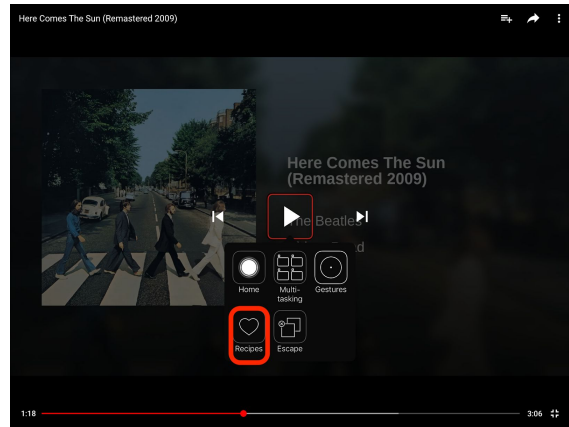 Here Comes The Sun (Remastered 2009)
Here Comes The Sun
(Remastered 2009)
The Beatles
Home
Multi-
tasking
Gestures
Recipes
Escape
1:18
3:06